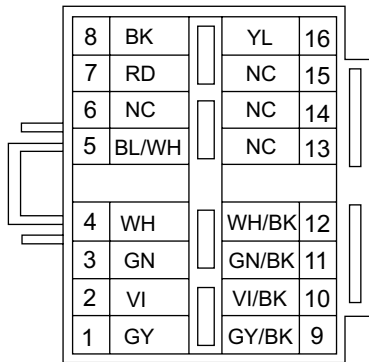 8 BK YL 16
7 RD NC 15
6 NC NC 14
5 BL/WH NC 13
4 WH WH/BK 12
3 GN GN/BK 11
2 VI VI/BK 10
1 GY GY/BK 9